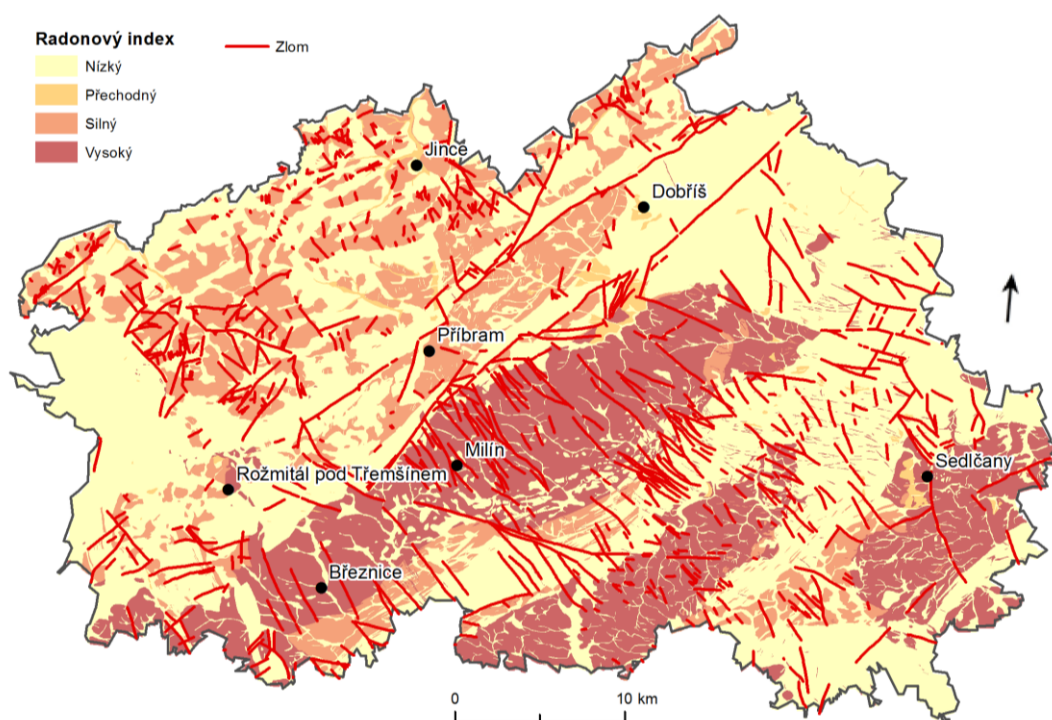 Radonový index
Zlom
Nízký
Přechodný
Silný
Vysoký
Jince
Dobříš
Příbram
Milín
Rožmitál pod Třemšínem
Sedlčany
Březnice
0
10 km